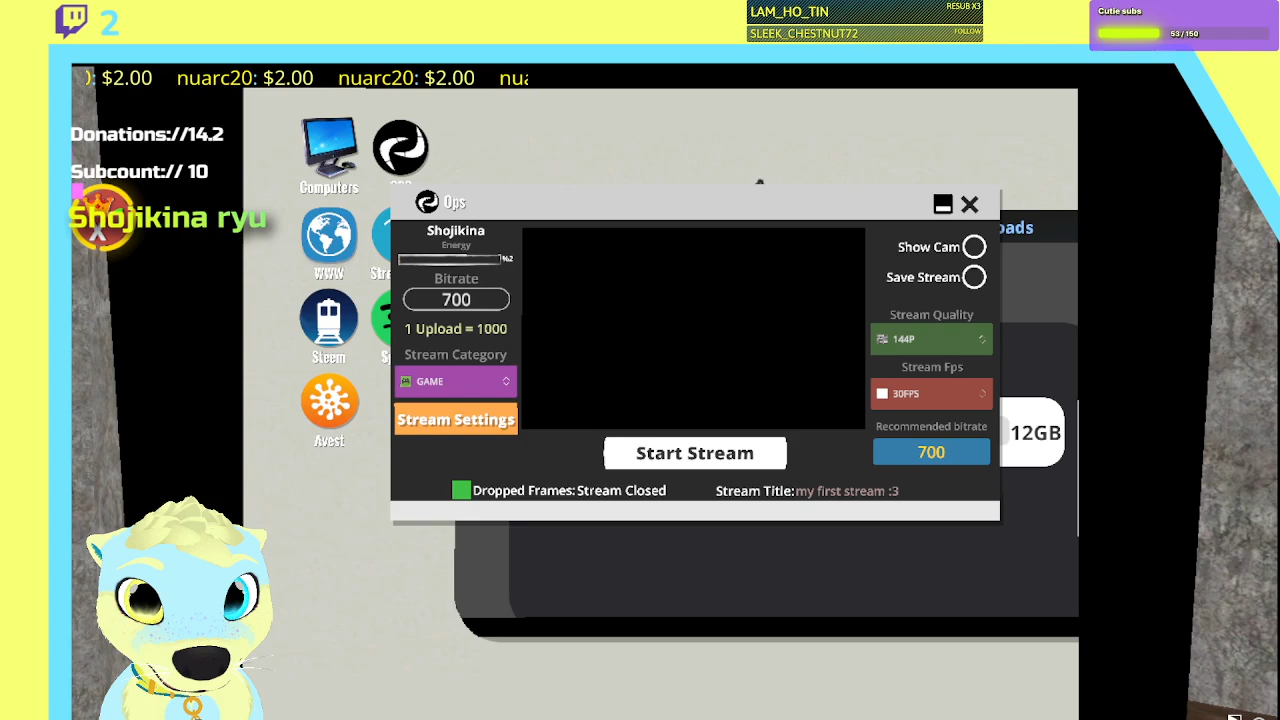 2
LAM_HO_TIN RESUB X3
SLEEK_CHESTNUT72 FOLLOW
Cutie subs
53 / 150
: $2.00 nuarc20: $2.00 nuarc20: $2.00
Donations://14.2
Subcount:// 10
Shojikina ryu
Computers
WWW
Steem
Avest
Ops
Shojikina
Energy
%2
Bitrate
700
1 Upload = 1000
Stream Category
GAME
Stream Settings
Show Cam
Save Stream
Stream Quality
144P
Stream Fps
30FPS
Recommended bitrate
700
Start Stream
Dropped Frames:Stream Closed
Stream Title:my first stream :3
oads
12GB
X